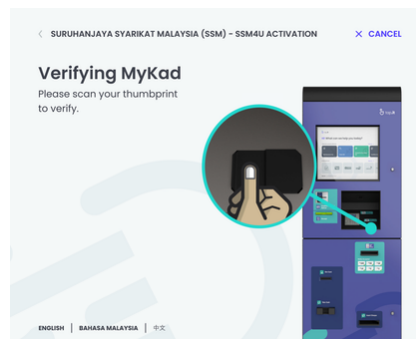 SURUHANJAYA SYARIKAT MALAYSIA (SSM) - SSM4U ACTIVATION
CANCEL
Verifying MyKad
Please scan your thumbprint
to verify.
ENGLISH | BAHASA MALAYSIA | 中文